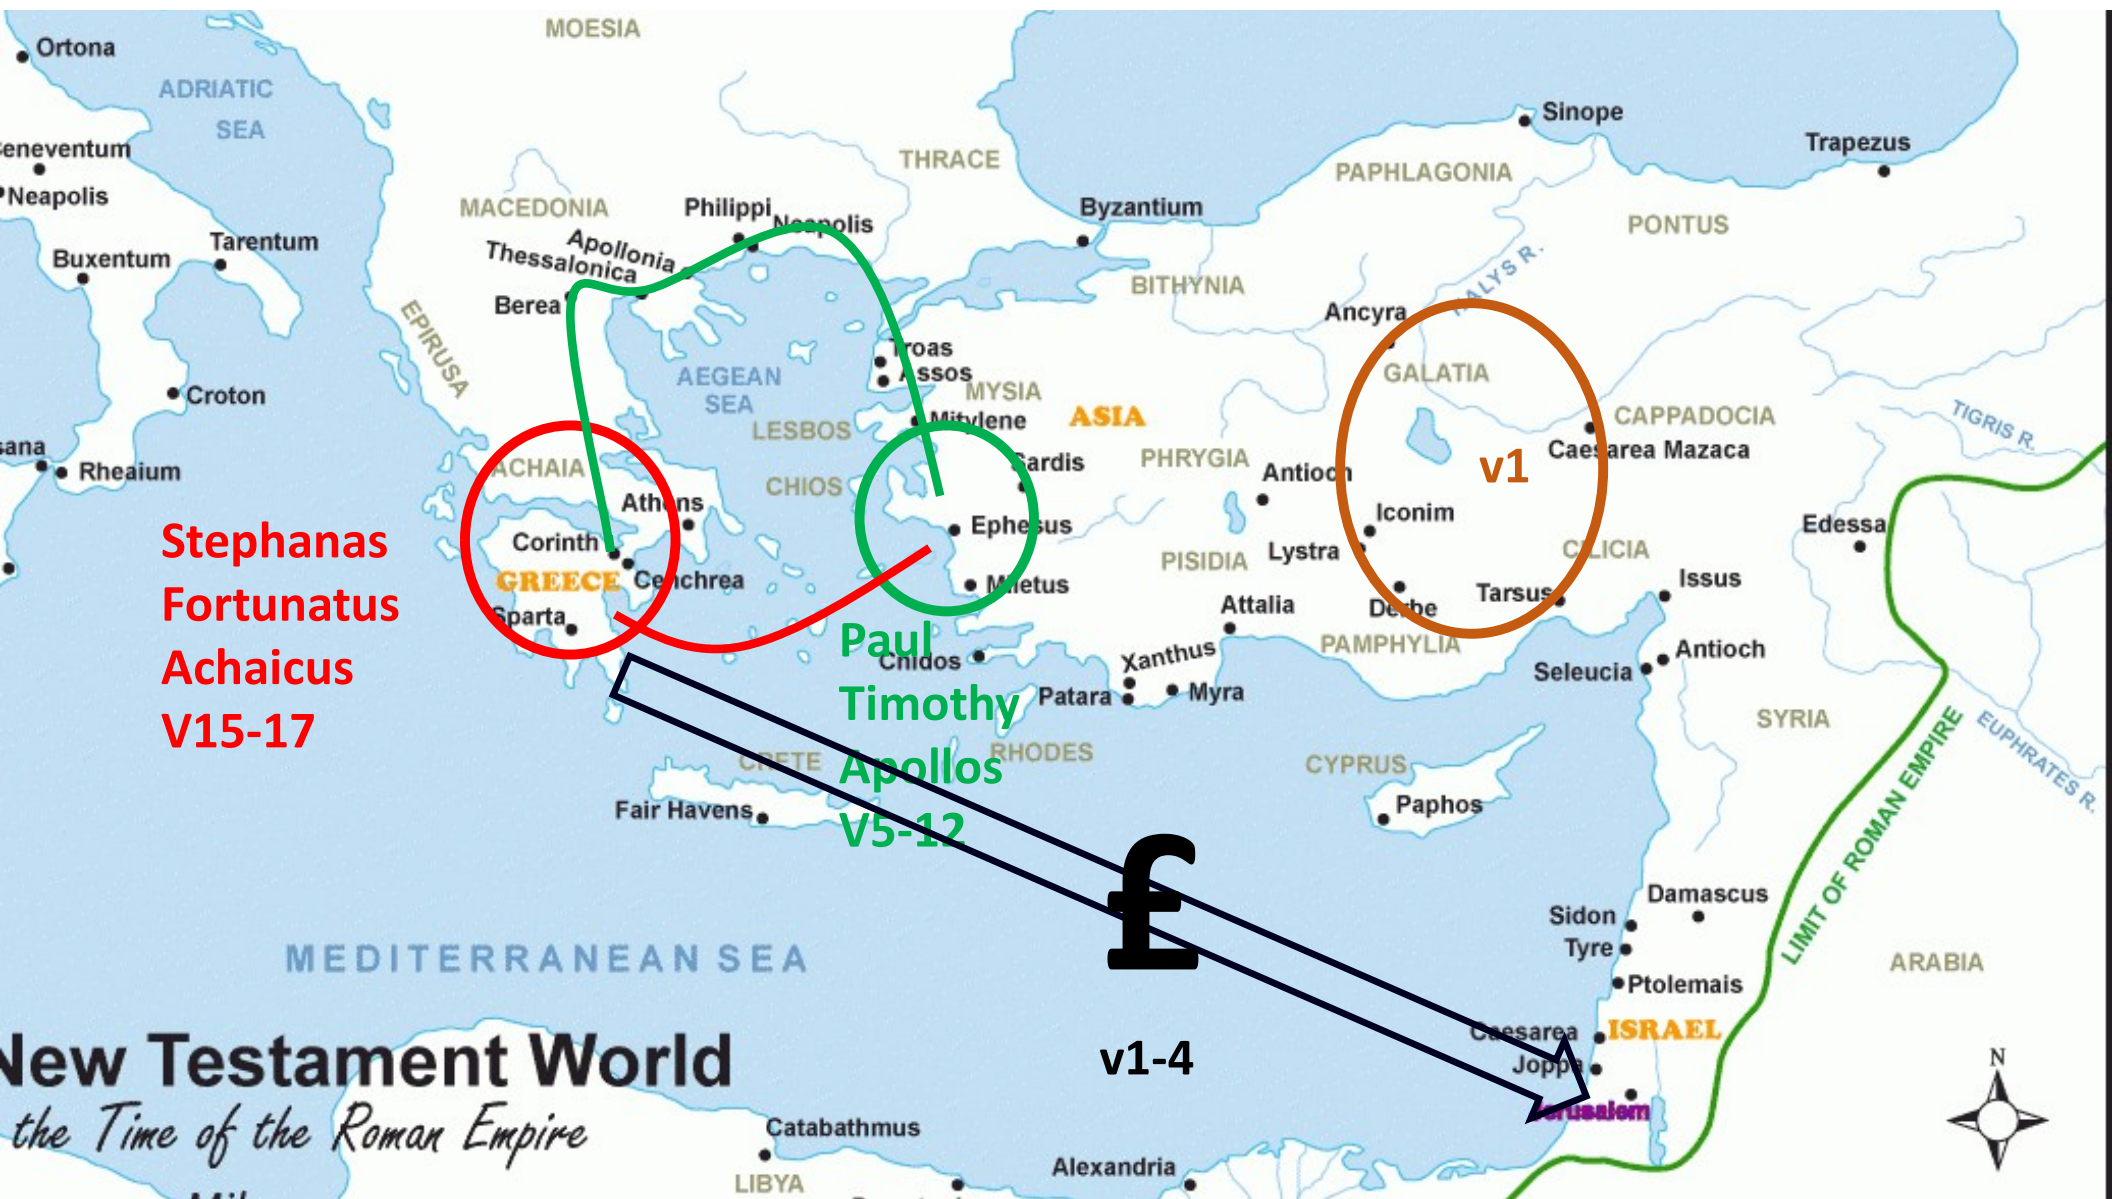 MOESIA
Ortona
ADRIATIC
SEA
Sinope
Trapezus
eneventum
Neapolis
THRACE
PAPHLAGONIA
MACEDONIA
Philippi
Neapolis
Byzantium
PONTUS
Tarentum
Buxentum
Apollonia
Thessalonica
Berea
BITHYNIA
HALYS R.
EPIRUSA
Ancyra
Troas
Assos
AEGEAN
SEA
MYSIA
GALATIA
Croton
Mitylene
ASIA
CAPPADOCIA
TIGRIS R.
LESBOS
sana
Rheaium
ACHAIA
Sardis
PHRYGIA
Antioch
v1
Caesarea Mazaca
CHIOS
Athens
Iconim
Edessa
Ephesus
Corinth
Lystra
CILICIA
PISIDIA
GREECE
Cenchrea
Miletus
Derbe
Tarsus
Issus
Sparta
Attalia
Stephanas
Fortunatus
Achaicus
V15-17
Paul
Timothy
Apollos
V5-12
Cnidos
Xanthus
PAMPHYLIA
Antioch
Seleucia
Patara
Myra
SYRIA
EUPHRATES R.
LIMIT OF ROMAN EMPIRE
CRETE
RHODES
CYPRUS
Fair Havens
Paphos
£
Damascus
Sidon
Tyre
MEDITERRANEAN SEA
ARABIA
Ptolemais
Caesarea
ISRAEL
Joppa
v1-4
Jerusalem
N
New Testament World
the Time of the Roman Empire
Catabathmus
Alexandria
LIBYA